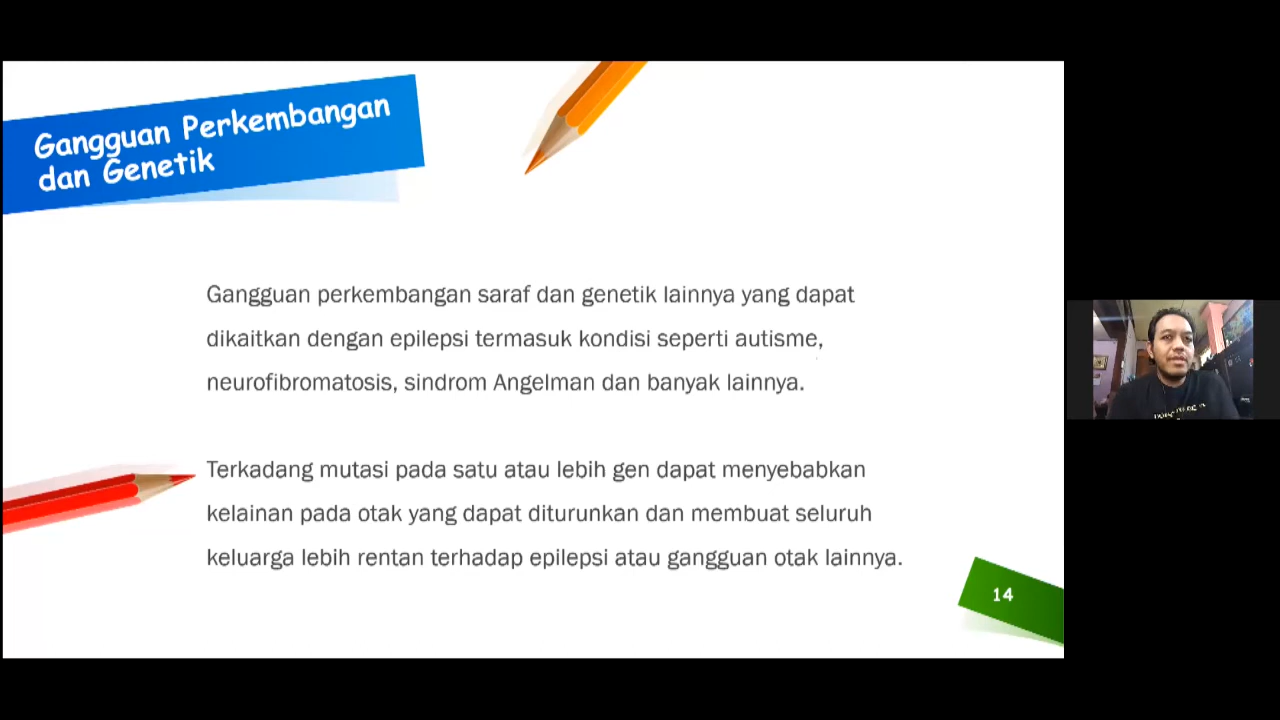 Gangguan Perkembangan
dan Genetik
Gangguan perkembangan saraf dan genetik lainnya yang dapat
dikaitkan dengan epilepsi termasuk kondisi seperti autisme,
neurofibromatosis, sindrom Angelman dan banyak lainnya.
Terkadang mutasi pada satu atau lebih gen dapat menyebabkan
kelainan pada otak yang dapat diturunkan dan membuat seluruh
keluarga lebih rentan terhadap epilepsi atau gangguan otak lainnya.
14